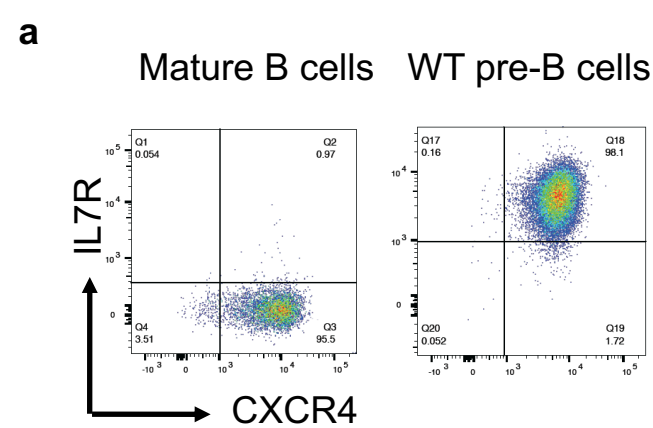 a
Mature B cells
WT pre-B cells
Q1
0.054
Q2
0.97
Q17
0.16
Q18
98.1
10 5
10 4
10 3
0
10 4
10 3
0
IL7R
Q4
3.51
Q3
95.5
Q20
0.052
Q19
1.72
-10 3 0 10 3 10 4 10 5
-10 3 0 10 3 10 4 10 5
CXCR4